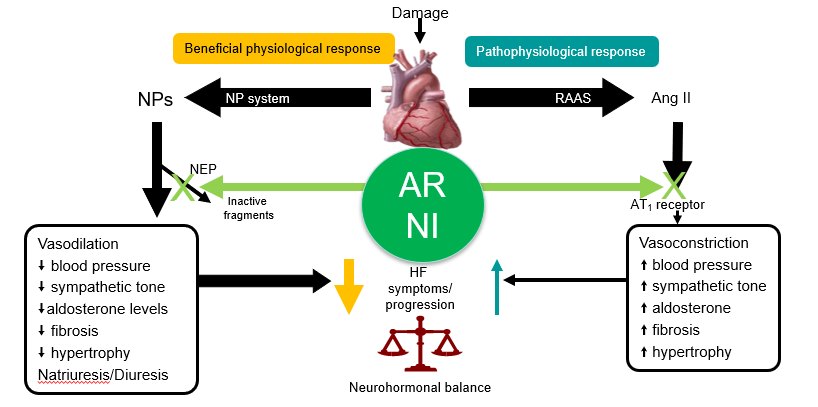 Damage
Beneficial physiological response
Pathophysiological response
NPs
NP system
RAAS
Ang II
NEP
Inactive
fragments
AR
NI
AT₁ receptor
Vasodilation
⬇ blood pressure
⬇ sympathetic tone
⬇aldosterone levels
⬇ fibrosis
⬇ hypertrophy
Natriuresis/Diuresis
HF
symptoms/
progression
Neurohormonal balance
Vasoconstriction
⬆ blood pressure
⬆ sympathetic tone
⬆ aldosterone
⬆ fibrosis
⬆ hypertrophy